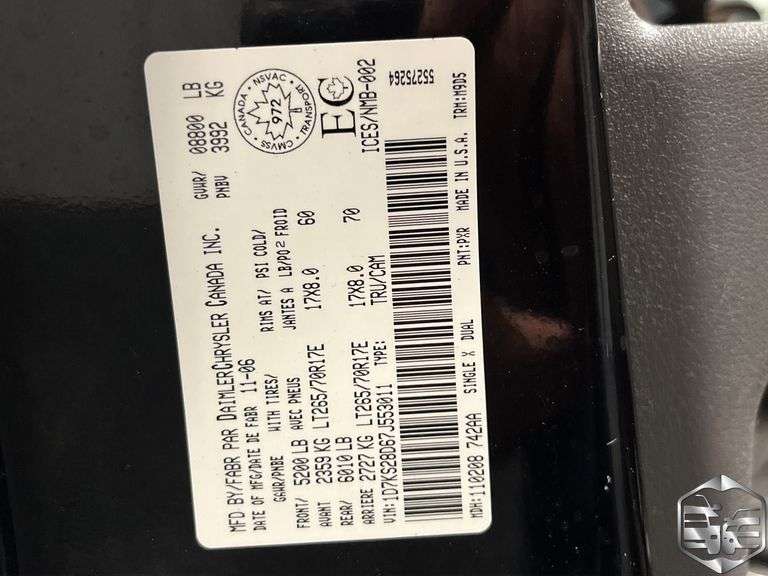 MFD BY/FABR PAR DAIMLERCHRYSLER CANADA INC.
DATE OF MFG/DATE DE FABR 11-06
GVWR/ PNBV 08800 LB 3992 KG
GAWR/PNBE WITH TIRES/ AVEC PNEUS RIMS AT/ JANTES A PSI COLD/ LB/PO² FROID
FRONT/ 5200 LB
AVANT 2359 KG LT265/70R17E 17X8.0 60
REAR/ 6010 LB
ARRIERE 2727 KG LT265/70R17E 17X8.0 70
VIN: 1D7KS28D67J553011 TYPE: TRU/CAM
CANADA NSVAC TRANSPORT CMVSS
972
EC
ICES/NMB-002
55275264
MDH: 110208 742AA SINGLE X DUAL PNT: PXR MADE IN U.S.A. TRM: M9D5